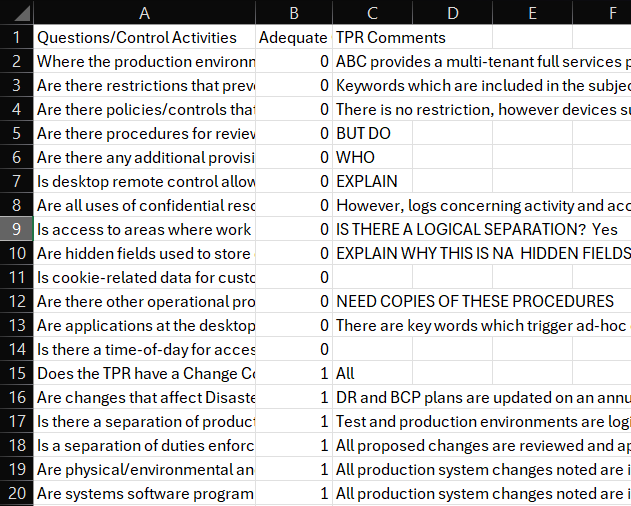 A B C D E F
1 Questions/Control Activities Adequate TPR Comments
2 Where the production environn 0 ABC provides a multi-tenant full services p
3 Are there restrictions that prev 0 Keywords which are included in the subjec
4 Are there policies/controls that 0 There is no restriction, however devices su
5 Are there procedures for review 0 BUT DO
6 Are there any additional provisi 0 WHO
7 Is desktop remote control allow 0 EXPLAIN
8 Are all uses of confidential resc 0 However, logs concerning activity and acc
9 Is access to areas where work 0 IS THERE A LOGICAL SEPARATION? Yes
10 Are hidden fields used to store 0 EXPLAIN WHY THIS IS NA HIDDEN FIELDS
11 Is cookie-related data for custc 0
12 Are there other operational pro 0 NEED COPIES OF THESE PROCEDURES
13 Are applications at the desktop 0 There are key words which trigger ad-hoc
14 Is there a time-of-day for acces 0
15 Does the TPR have a Change Co 1 All
16 Are changes that affect Disaste 1 DR and BCP plans are updated on an annu
17 Is there a separation of product 1 Test and production environments are logi
18 Is a separation of duties enforc 1 All proposed changes are reviewed and ap
19 Are physical/environmental an 1 All production system changes noted are i
20 Are systems software program 1 All production system changes noted are i